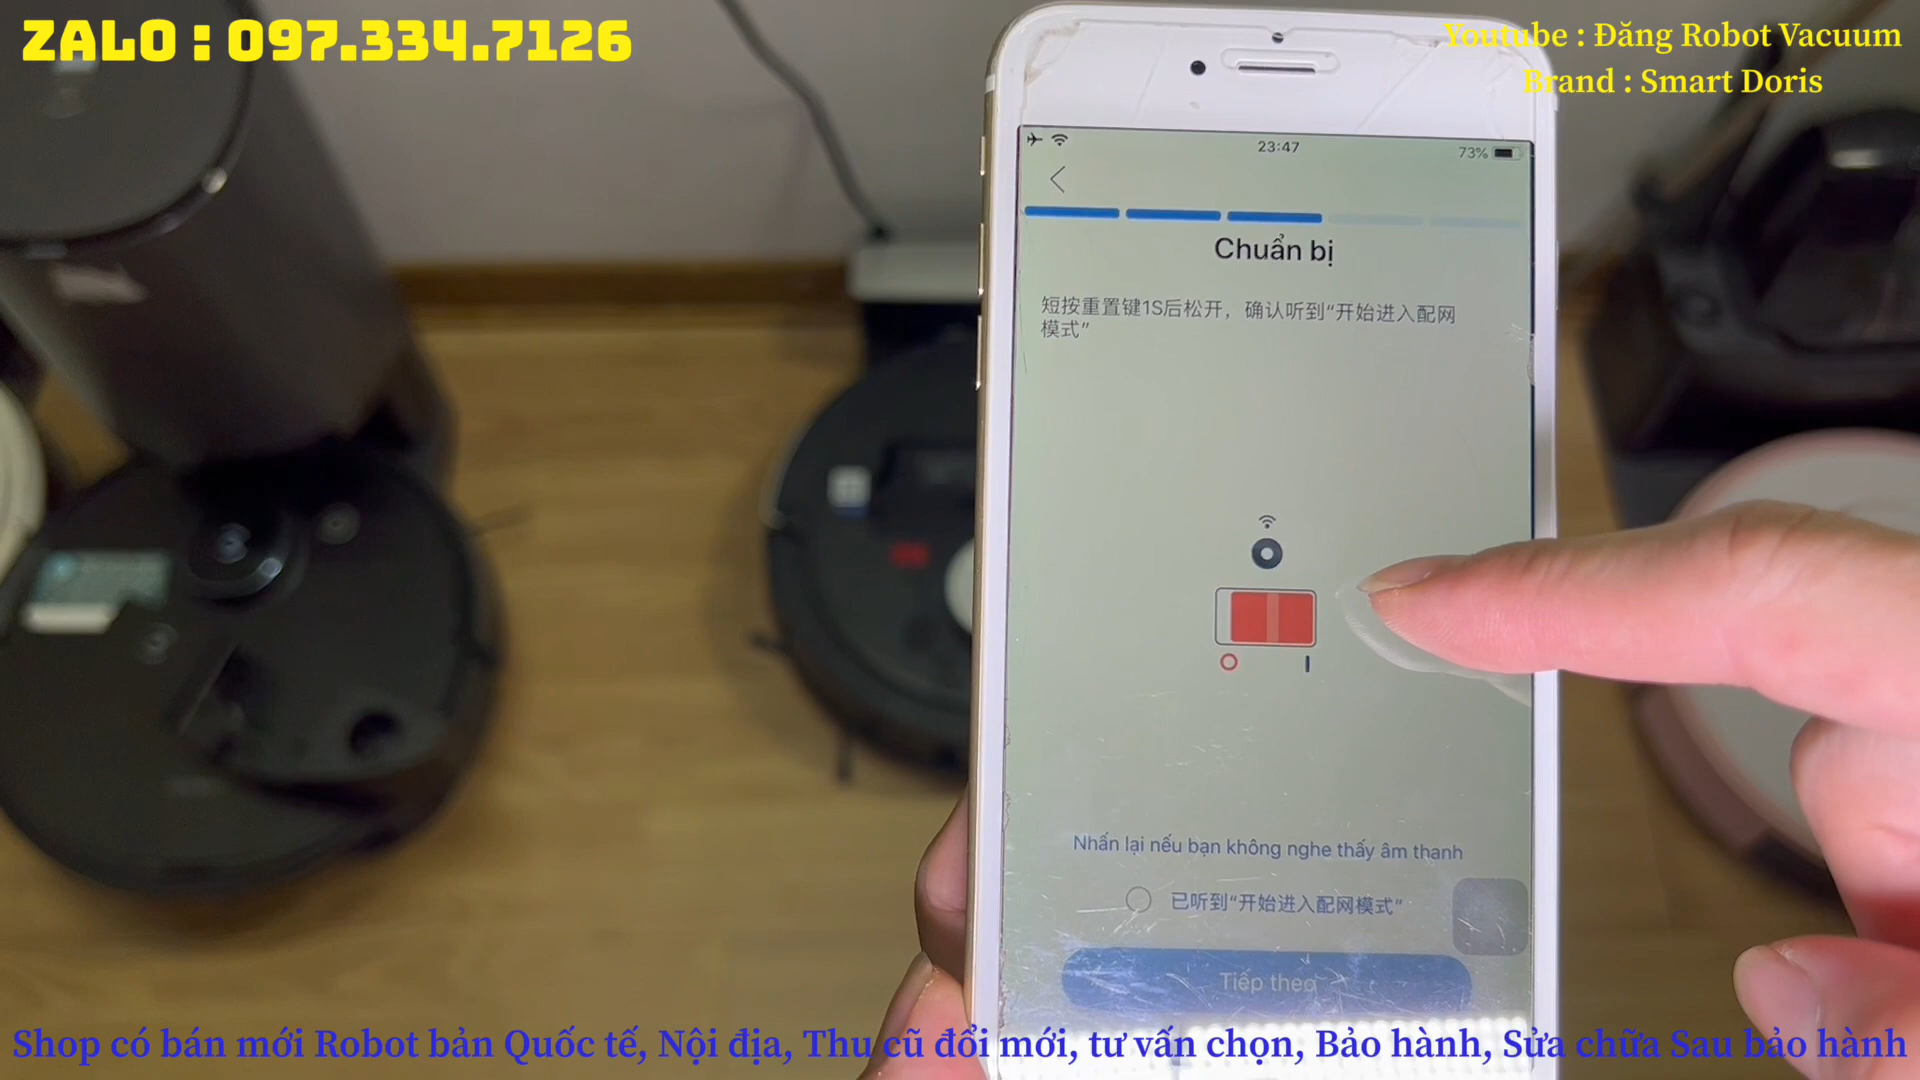 ZALO : 097.334.7126
Youtube : Đăng Robot Vacuum
Brand : Smart Doris
23:47
73%
Chuẩn bị
短按重置键1S后松开，确认听到“开始进入配网
模式”
Nhấn lại nếu bạn không nghe thấy âm thanh
已听到“开始进入配网模式”
Tiếp theo
Shop có bán mới Robot bản Quốc tế, Nội địa, Thu cũ đổi mới, tư vấn chọn, Bảo hành, Sửa chữa Sau bảo hành